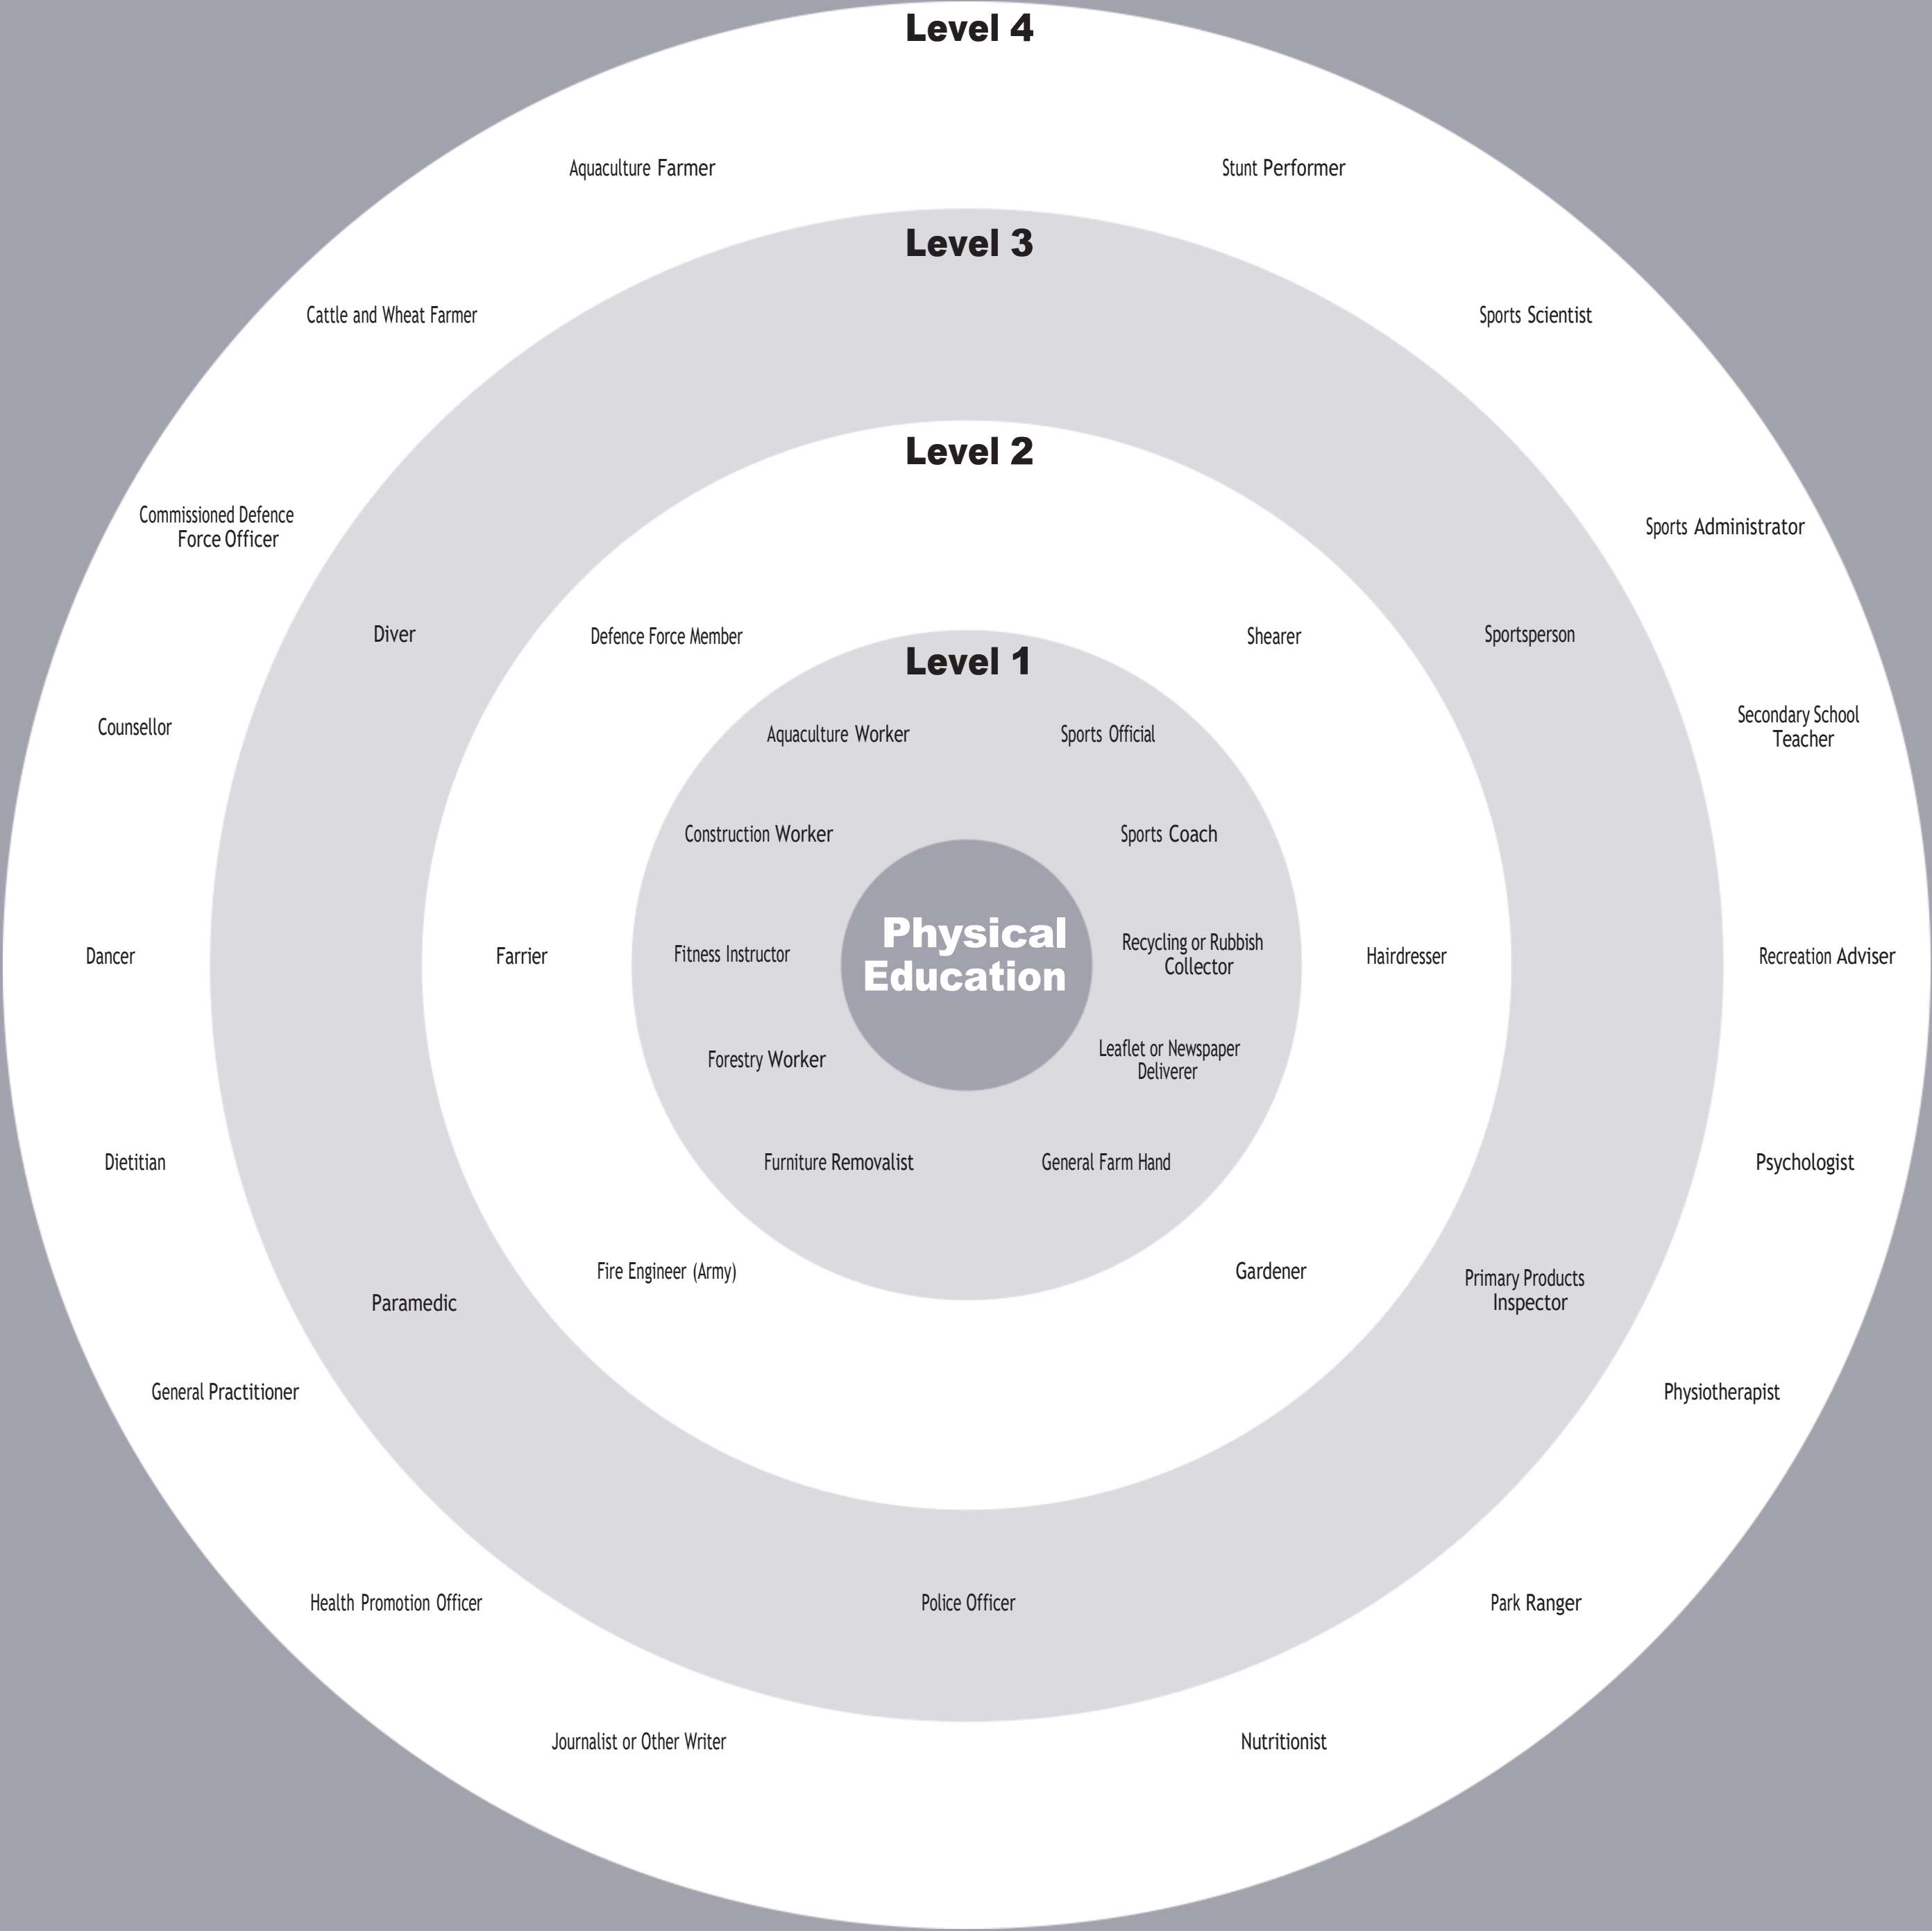 Level 4
Aquaculture Farmer
Stunt Performer
Level 3
Cattle and Wheat Farmer
Sports Scientist
Level 2
Commissioned Defence
Force Officer
Sports Administrator
Diver
Defence Force Member
Shearer
Sportsperson
Level 1
Counsellor
Aquaculture Worker
Sports Official
Secondary School
Teacher
Construction Worker
Sports Coach
Dancer
Farrier
Fitness Instructor
Physical
Education
Recycling or Rubbish
Collector
Hairdresser
Recreation Adviser
Forestry Worker
Leaflet or Newspaper
Deliverer
Dietitian
Furniture Removalist
General Farm Hand
Psychologist
Fire Engineer (Army)
Gardener
Paramedic
Primary Products
Inspector
General Practitioner
Physiotherapist
Health Promotion Officer
Police Officer
Park Ranger
Journalist or Other Writer
Nutritionist